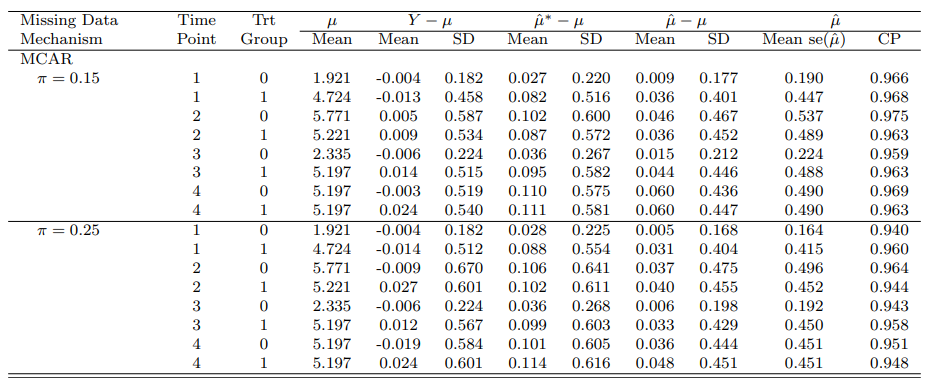 Missing Data Time Trt μ Ȳ − μ μ̂* − μ μ̂ − μ μ̂
Mechanism Point Group Mean Mean SD Mean SD Mean SD Mean se(μ̂) CP
MCAR
π = 0.15 1 0 1.921 -0.004 0.182 0.027 0.220 0.009 0.177 0.190 0.966
1 1 4.724 -0.013 0.458 0.082 0.516 0.036 0.401 0.447 0.968
2 0 5.771 0.005 0.587 0.102 0.600 0.046 0.467 0.537 0.975
2 1 5.221 0.009 0.534 0.087 0.572 0.036 0.452 0.489 0.963
3 0 2.335 -0.006 0.224 0.036 0.267 0.015 0.212 0.224 0.959
3 1 5.197 0.014 0.515 0.095 0.582 0.044 0.446 0.488 0.963
4 0 5.197 -0.003 0.519 0.110 0.575 0.060 0.436 0.490 0.969
4 1 5.197 0.024 0.540 0.111 0.581 0.060 0.447 0.490 0.963
π = 0.25 1 0 1.921 -0.004 0.182 0.028 0.225 0.005 0.168 0.164 0.940
1 1 4.724 -0.014 0.512 0.088 0.554 0.031 0.404 0.415 0.960
2 0 5.771 -0.009 0.670 0.106 0.641 0.037 0.475 0.496 0.964
2 1 5.221 0.027 0.601 0.102 0.611 0.040 0.455 0.452 0.944
3 0 2.335 -0.006 0.224 0.036 0.268 0.006 0.198 0.192 0.943
3 1 5.197 0.012 0.567 0.099 0.603 0.033 0.429 0.450 0.958
4 0 5.197 -0.019 0.584 0.101 0.605 0.036 0.444 0.451 0.951
4 1 5.197 0.024 0.601 0.114 0.616 0.048 0.451 0.451 0.948